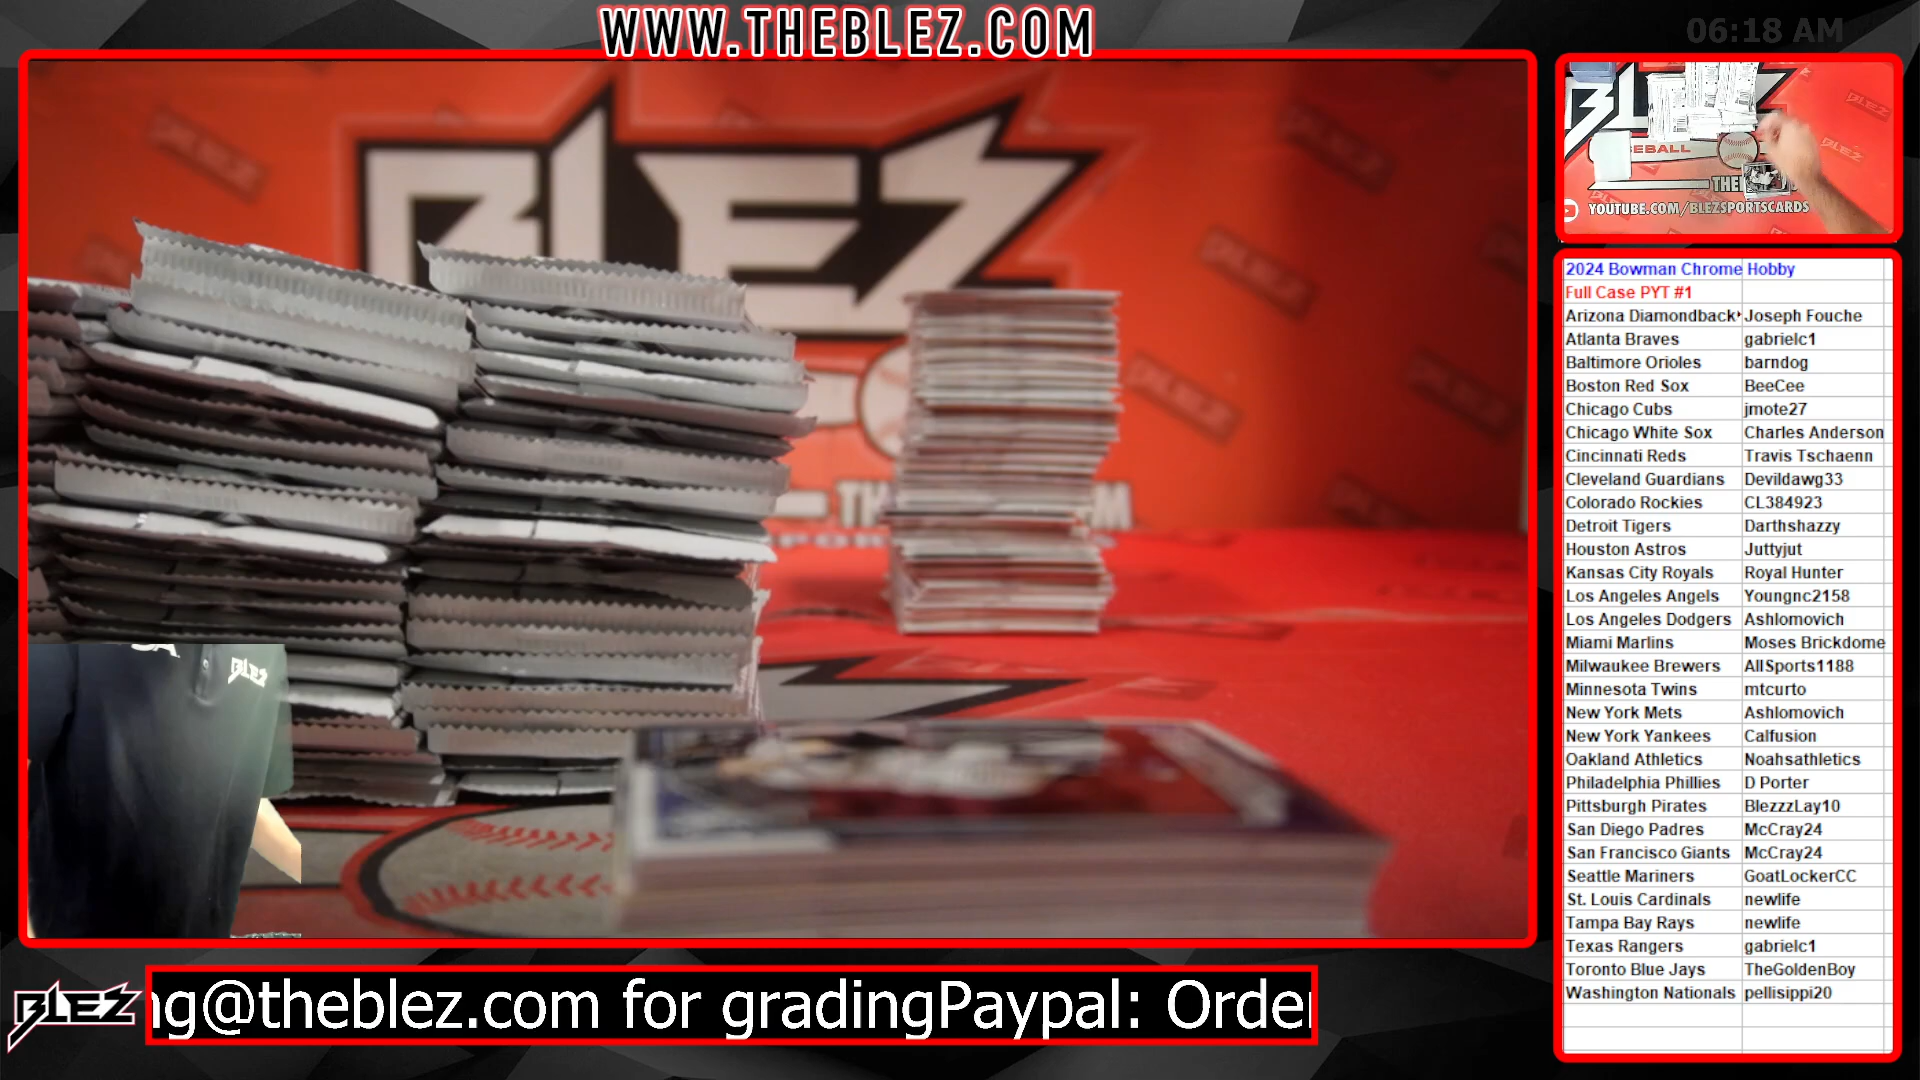 WWW.THEBLEZ.COM
06:18 AM
BLEZ
BLEZ
BLEZ
EBALL
YOUTUBE.COM/BLEZSPORTSCARDS
2024 Bowman Chrome Hobby
Full Case PYT #1
Arizona Diamondback Joseph Fouche
Atlanta Braves gabrielc1
Baltimore Orioles barndog
Boston Red Sox BeeCee
Chicago Cubs jmote27
Chicago White Sox Charles Anderson
Cincinnati Reds Travis Tschaenn
Cleveland Guardians Devildawg33
Colorado Rockies CL384923
Detroit Tigers Darthshazzy
Houston Astros Juttyjut
Kansas City Royals Royal Hunter
Los Angeles Angels Youngnc2158
Los Angeles Dodgers Ashlomovich
Miami Marlins Moses Brickdome
Milwaukee Brewers AllSports1188
Minnesota Twins mtcurto
New York Mets Ashlomovich
New York Yankees Calfusion
Oakland Athletics Noahsathletics
Philadelphia Phillies D Porter
Pittsburgh Pirates BlezzzLay10
San Diego Padres McCray24
San Francisco Giants McCray24
Seattle Mariners GoatLockerCC
St. Louis Cardinals newlife
Tampa Bay Rays newlife
Texas Rangers gabrielc1
Toronto Blue Jays TheGoldenBoy
Washington Nationals pellisippi20
BLEZ
ng@theblez.com for gradingPaypal: Order